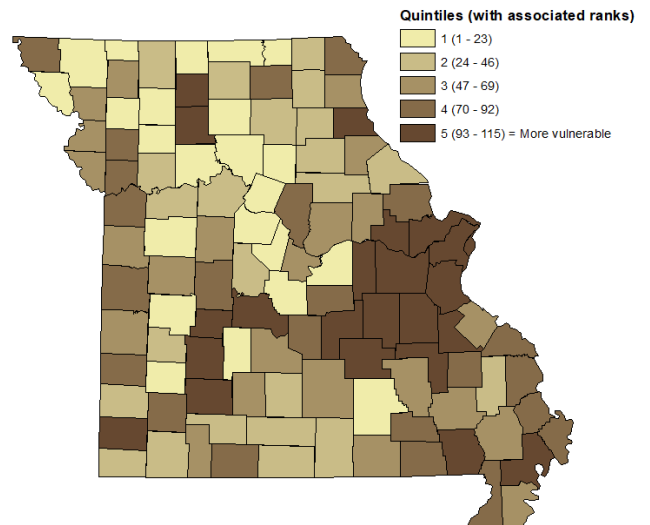 Quintiles (with associated ranks)
1 (1 - 23)
2 (24 - 46)
3 (47 - 69)
4 (70 - 92)
5 (93 - 115) = More vulnerable